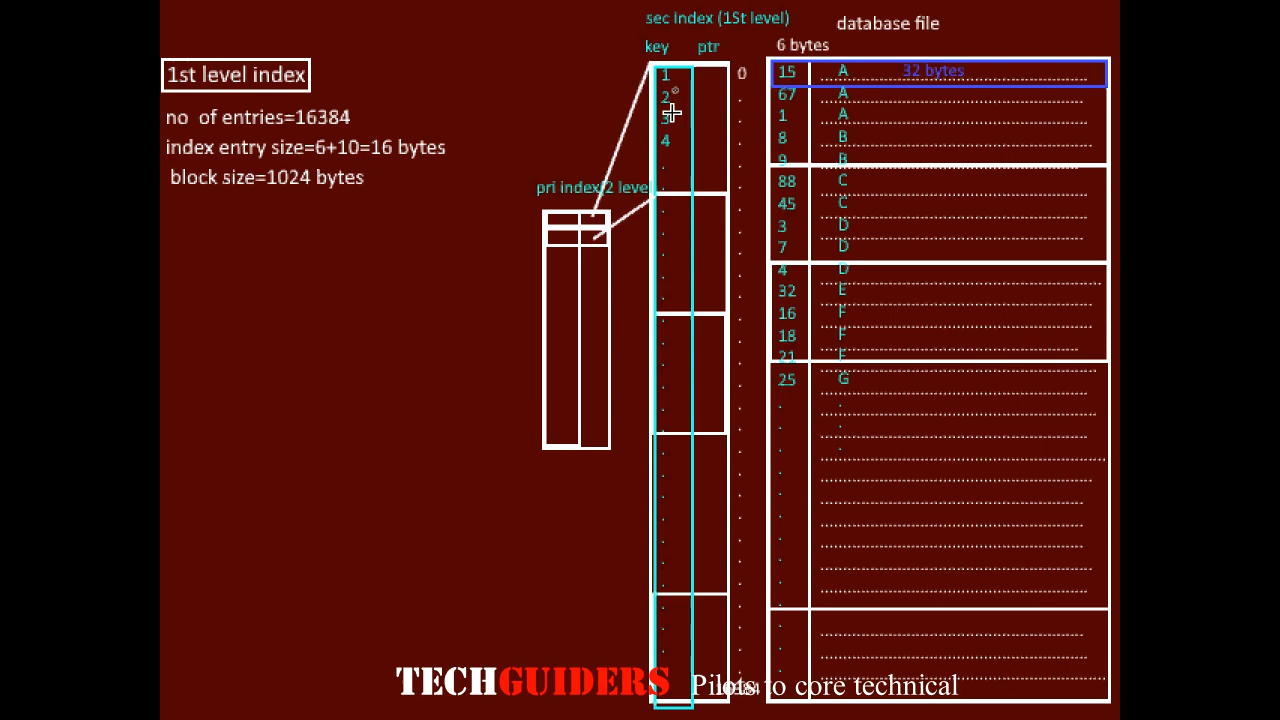 sec index (1St level)
database file
key ptr
6 bytes
1st level index
no of entries=16384
index entry size=6+10=16 bytes
block size=1024 bytes
pri index(2 level
1
2
3
4
0
15 A 32 bytes
67 A
1 A
8 B
9 B
88 C
45 C
3 D
7 D
4 D
32 E
16 F
18 F
21 F
25 G
TECHGUIDERS Pilots to core technical